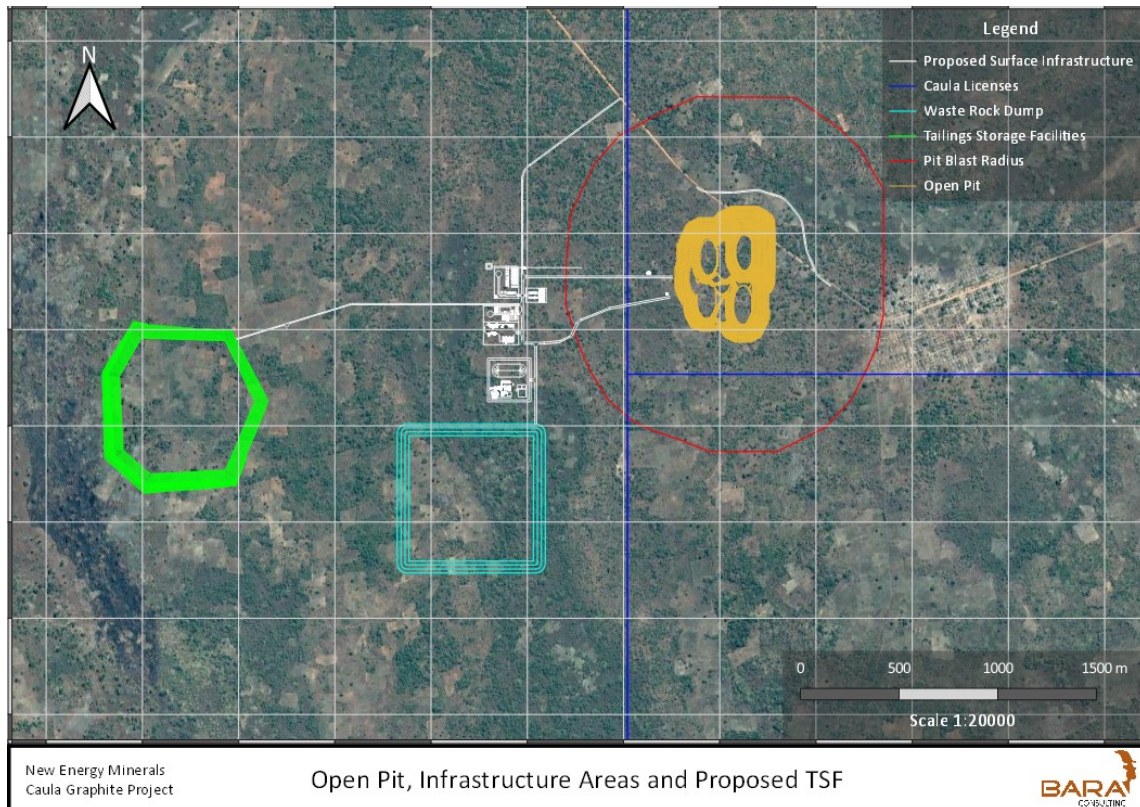 N
Legend
Proposed Surface Infrastructure
Caula Licenses
Waste Rock Dump
Tailings Storage Facilities
Pit Blast Radius
Open Pit
0 500 1000 1500 m
Scale 1:20000
New Energy Minerals
Caula Graphite Project
Open Pit, Infrastructure Areas and Proposed TSF
BARA
CONSULTING